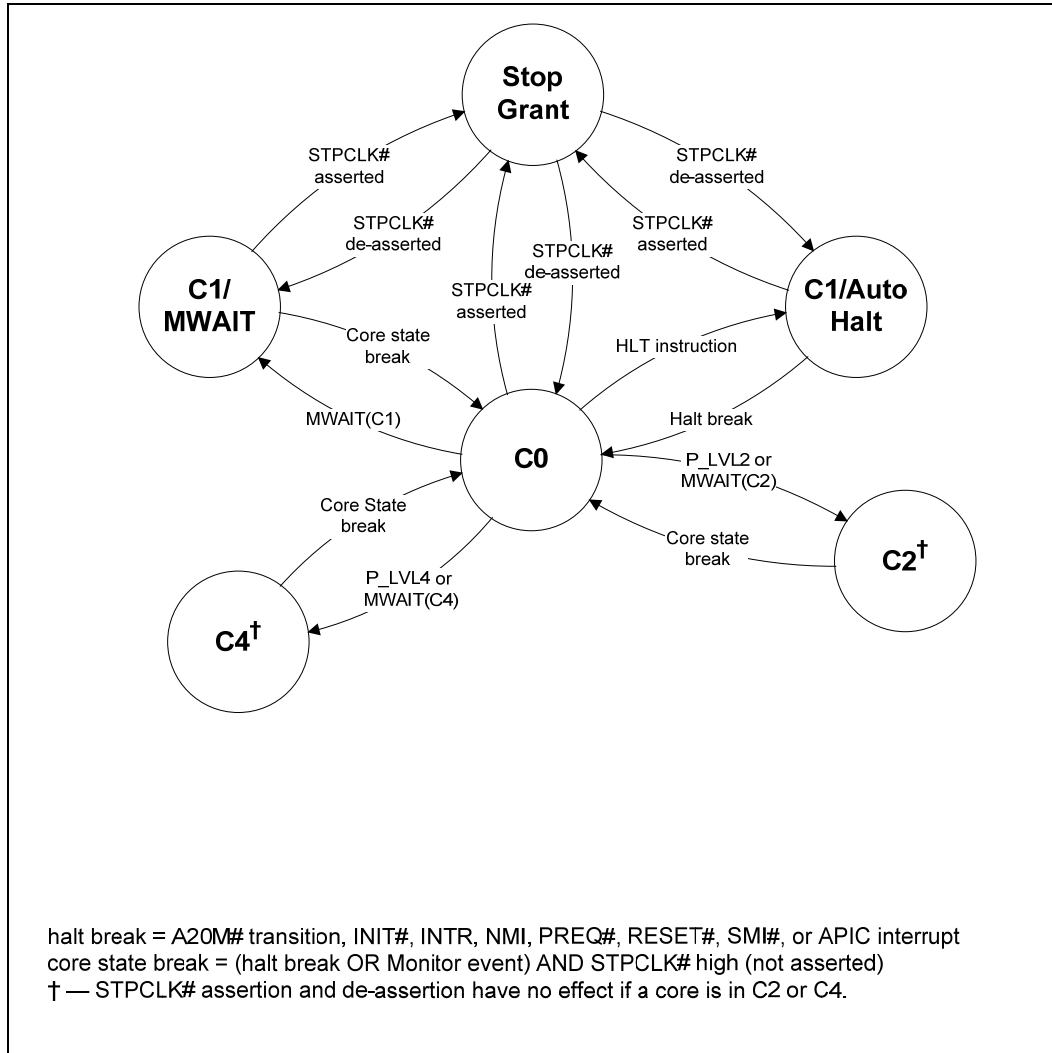 Stop
Grant
STPCLK#
asserted
STPCLK#
de-asserted
STPCLK#
de-asserted
STPCLK#
asserted
STPCLK#
de-asserted
STPCLK#
asserted
C1/
MWAIT
C1/Auto
Halt
Core state
break
HLT instruction
MWAIT(C1)
Halt break
C0
P_LVL2 or
MWAIT(C2)
Core State
break
Core state
break
C2†
P_LVL4 or
MWAIT(C4)
C4†
halt break = A20M# transition, INIT#, INTR, NMI, PREQ#, RESET#, SMI#, or APIC interrupt
core state break = (halt break OR Monitor event) AND STPCLK# high (not asserted)
† — STPCLK# assertion and de-assertion have no effect if a core is in C2 or C4.